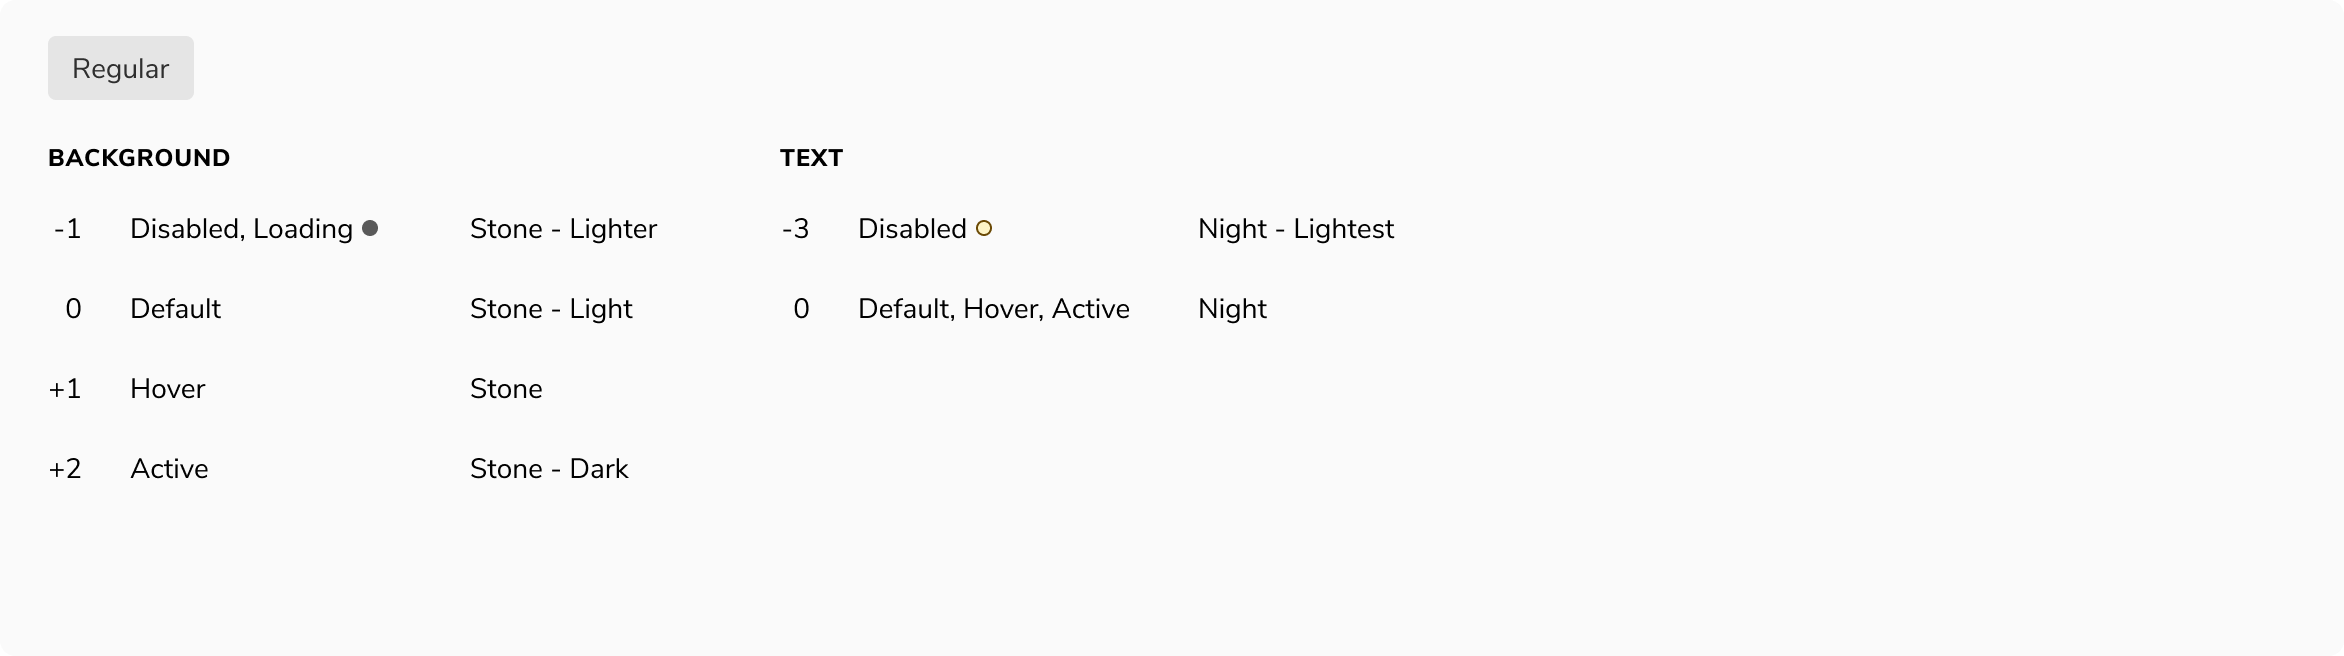 Regular
BACKGROUND
-1 Disabled, Loading Stone - Lighter
0 Default Stone - Light
+1 Hover Stone
+2 Active Stone - Dark
TEXT
-3 Disabled Night - Lightest
0 Default, Hover, Active Night